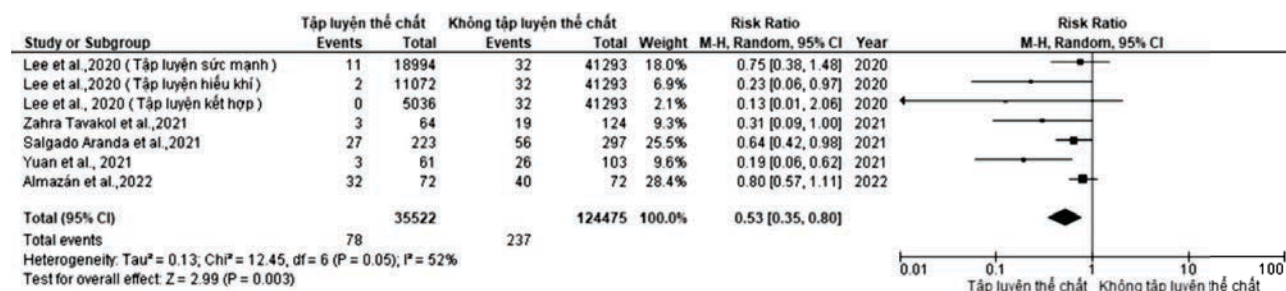 Tập luyện thể chất Không tập luyện thể chất Risk Ratio Risk Ratio
Study or Subgroup Events Total Events Total Weight M-H, Random, 95% CI Year M-H, Random, 95% CI
Lee et al.,2020 ( Tập luyện sức mạnh ) 11 18994 32 41293 18.0% 0.75 [0.38, 1.48] 2020
Lee et al.,2020 ( Tập luyện hiếu khí ) 2 11072 32 41293 6.9% 0.23 [0.06, 0.97] 2020
Lee et al., 2020 ( Tập luyện kết hợp ) 0 5036 32 41293 2.1% 0.13 [0.01, 2.06] 2020
Zahra Tavakol et al.,2021 3 64 19 124 9.3% 0.31 [0.09, 1.00] 2021
Salgado Aranda et al.,2021 27 223 56 297 25.5% 0.64 [0.42, 0.98] 2021
Yuan et al., 2021 3 61 26 103 9.6% 0.19 [0.06, 0.62] 2021
Almazán et al.,2022 32 72 40 72 28.4% 0.80 [0.57, 1.11] 2022
Total (95% CI) 35522 124475 100.0% 0.53 [0.35, 0.80]
Total events 78 237
Heterogeneity: Tau² = 0.13; Chi² = 12.45, df = 6 (P = 0.05); I² = 52%
Test for overall effect: Z = 2.99 (P = 0.003)
0.01 0.1 1 10 100
Tập luyện thể chất Không tập luyện thể chất